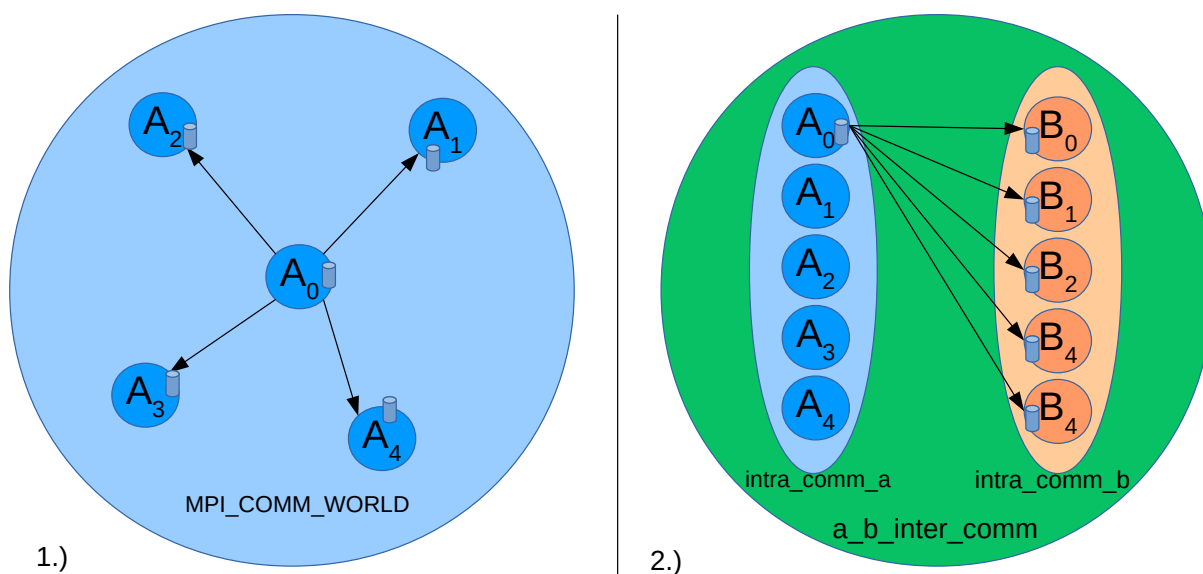 A2
A1
A0
A3
A4
MPI_COMM_WORLD
1.)
A0
B0
A1
B1
A2
B2
A3
B4
A4
B4
intra_comm_a
intra_comm_b
a_b_inter_comm
2.)